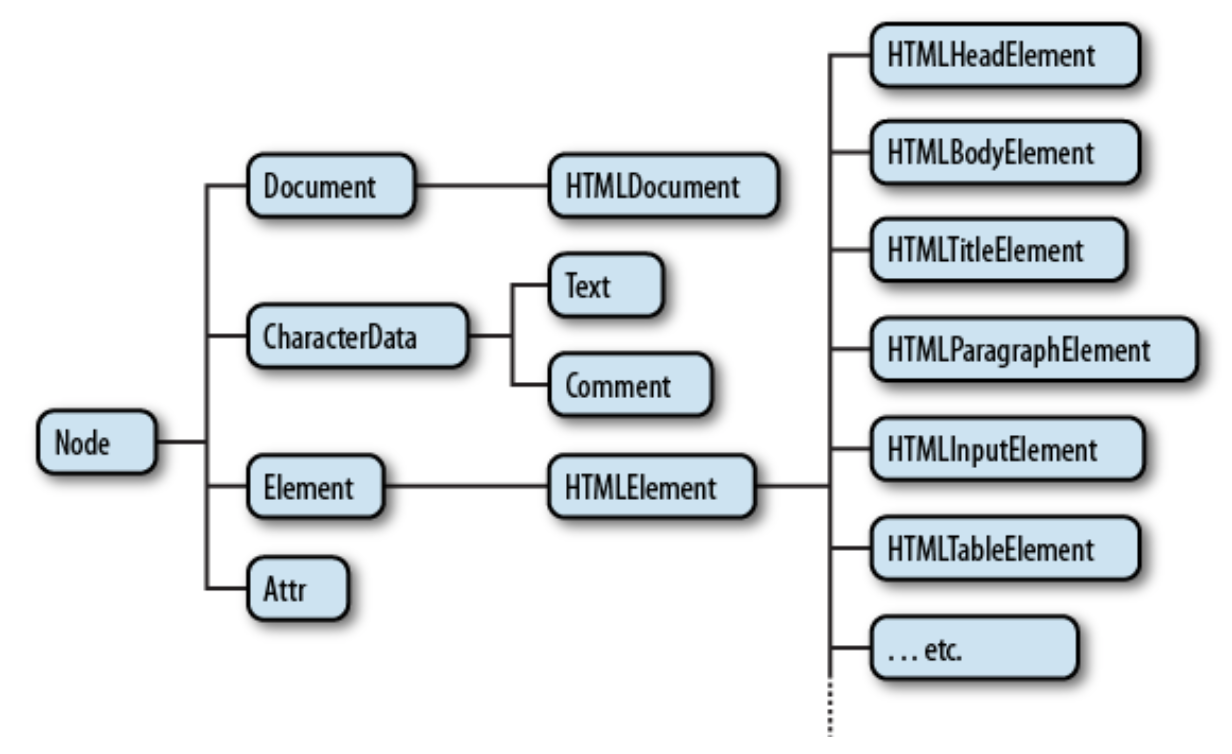 Node
Document
CharacterData
Element
Attr
HTMLDocument
Text
Comment
HTMLElement
HTMLHeadElement
HTMLBodyElement
HTMLTitleElement
HTMLParagraphElement
HTMLInputElement
HTMLTableElement
. . . etc.